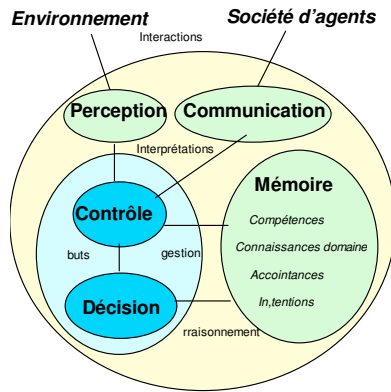 Environnement
Société d'agents
Interactions
Perception
Communication
Interprétations
Mémoire
Contrôle
Compétences
Connaissances domaine
buts
gestion
Accointances
Décision
In,tentions
rraisonnement